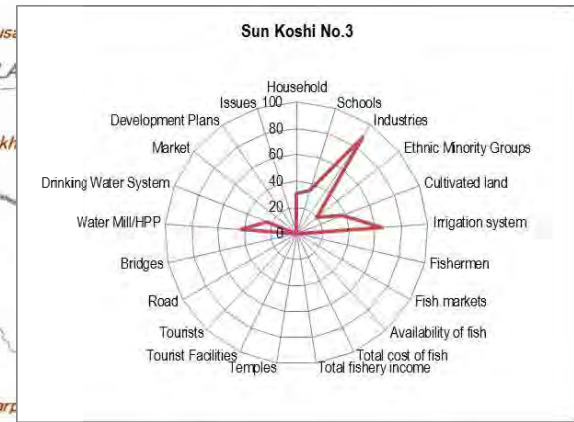 Sun Koshi No.3
Household
Schools
Industries
Ethnic Minority Groups
Cultivated land
Irrigation system
Fishermen
Fish markets
Availability of fish
Total cost of fish
Total fishery income
Temples
Tourist Facilities
Tourists
Road
Bridges
Water Mill/HPP
Drinking Water System
Market
Development Plans
Issues
100
80
60
40
20
0